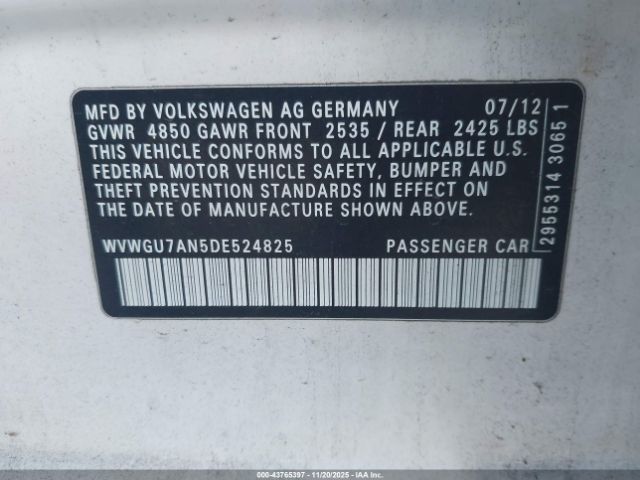 MFD BY VOLKSWAGEN AG GERMANY 07/12
GVWR 4850 GAWR FRONT 2535 / REAR 2425 LBS
THIS VEHICLE CONFORMS TO ALL APPLICABLE U.S.
FEDERAL MOTOR VEHICLE SAFETY, BUMPER AND
THEFT PREVENTION STANDARDS IN EFFECT ON
THE DATE OF MANUFACTURE SHOWN ABOVE.
WVWGU7AN5DE524825 PASSENGER CAR
2955314 3065 1
000-43765397 - 11/20/2025 - IAAI.COM